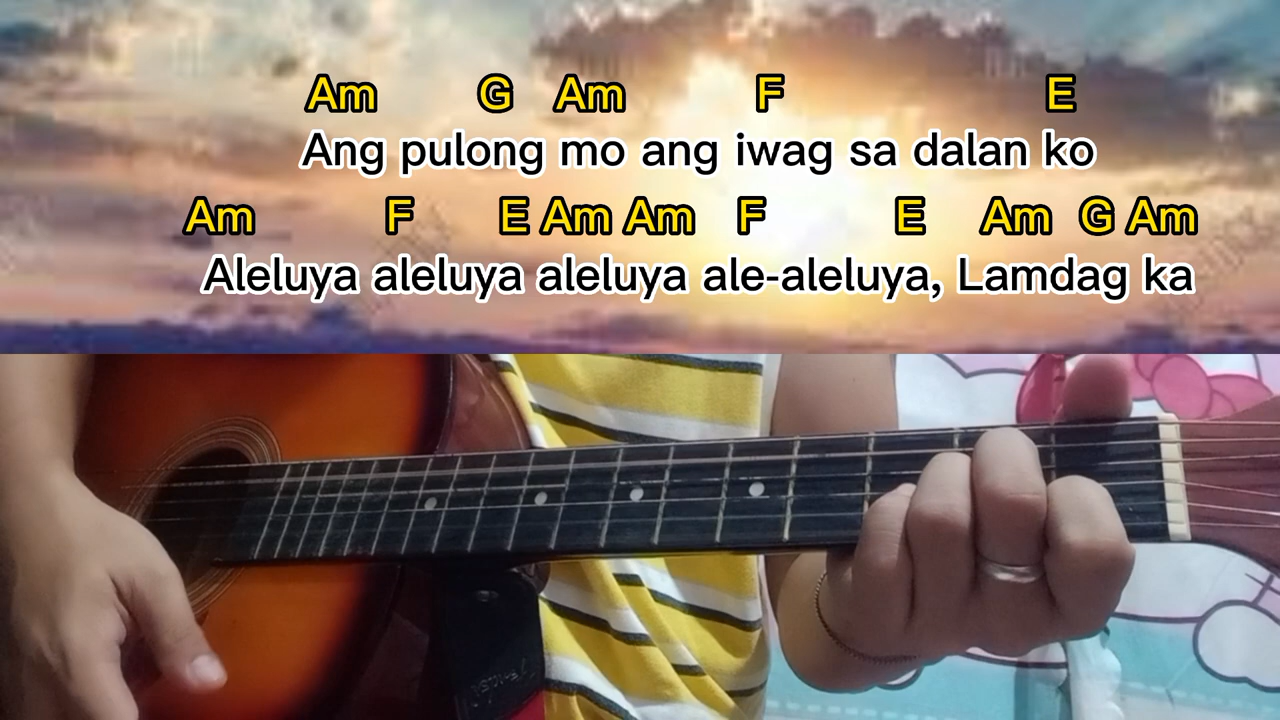 Am G Am F E
Ang pulong mo ang iwag sa dalan ko
Am F E Am Am F E Am G Am
Aleluya aleluya aleluya ale-aleluya, Lamdag ka